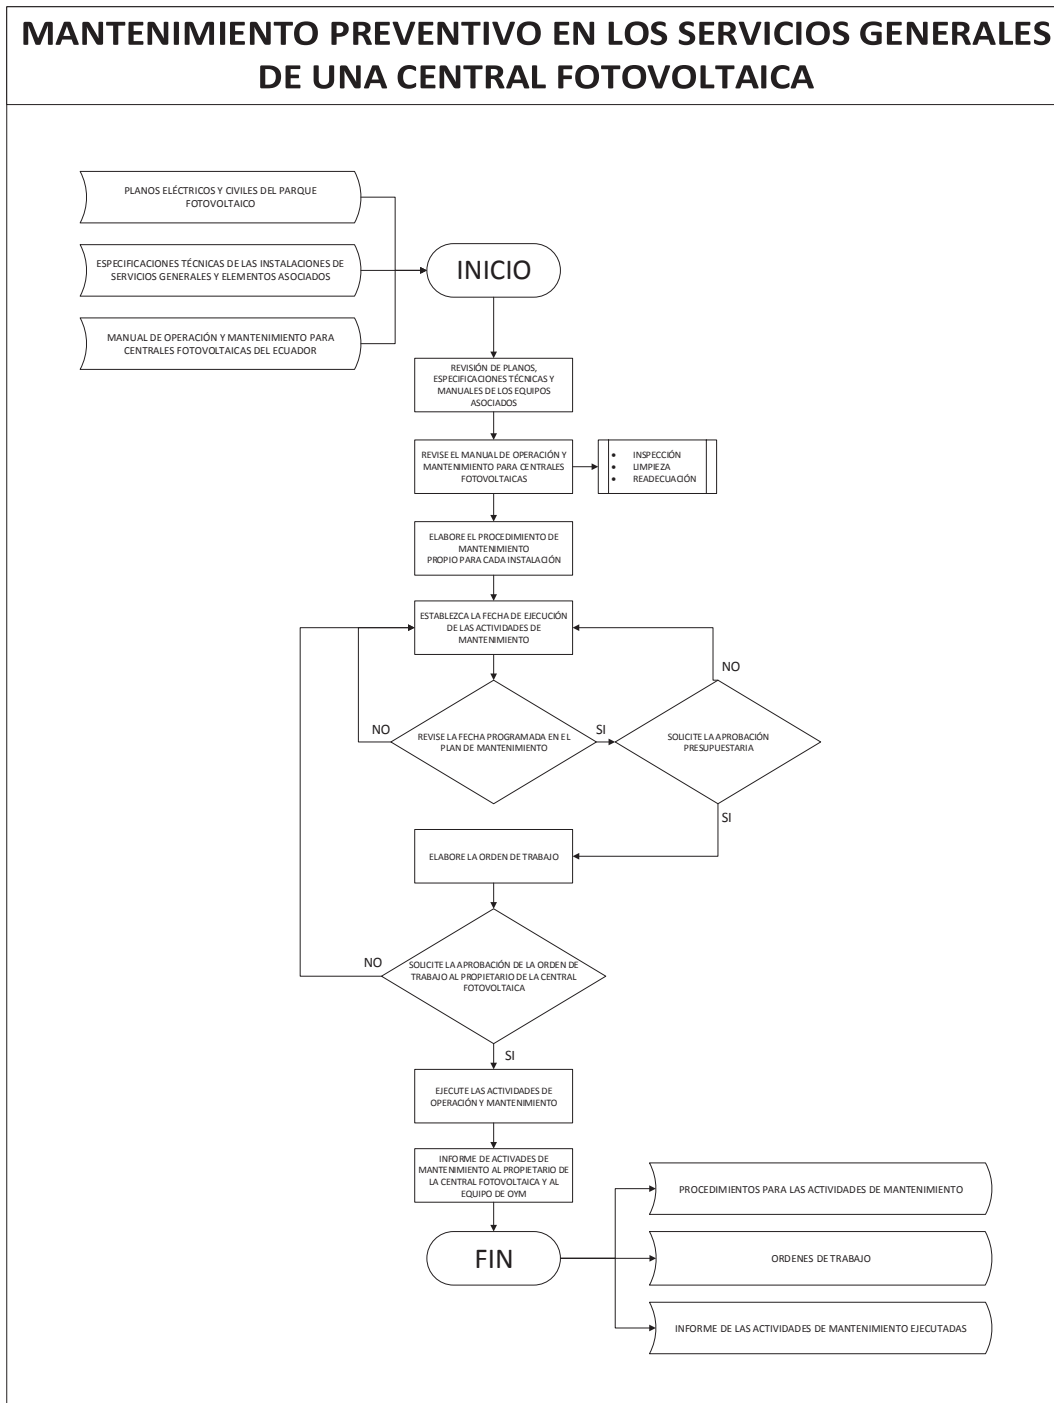 MANTENIMIENTO PREVENTIVO EN LOS SERVICIOS GENERALES
DE UNA CENTRAL FOTOVOLTAICA
PLANOS ELÉCTRICOS Y CIVILES DEL PARQUE
FOTOVOLTAICO
ESPECIFICACIONES TÉCNICAS DE LAS INSTALACIONES DE
SERVICIOS GENERALES Y ELEMENTOS ASOCIADOS
MANUAL DE OPERACIÓN Y MANTENIMIENTO PARA
CENTRALES FOTOVOLTAICAS DEL ECUADOR
INICIO
REVISIÓN DE PLANOS,
ESPECIFICACIONES TÉCNICAS Y
MANUALES DE LOS EQUIPOS
ASOCIADOS
REVISE EL MANUAL DE OPERACIÓN Y
MANTENIMIENTO PARA CENTRALES
FOTOVOLTAICAS
• INSPECCIÓN
• LIMPIEZA
• READECUACIÓN
ELABORE EL PROCEDIMIENTO DE
MANTENIMIENTO
PROPIO PARA CADA INSTALACIÓN
ESTABLEZCA LA FECHA DE EJECUCIÓN
DE LAS ACTIVIDADES DE
MANTENIMIENTO
NO
REVISE LA FECHA PROGRAMADA EN EL
PLAN DE MANTENIMIENTO
SI
NO
SOLICITE LA APROBACIÓN
PRESUPUESTARIA
SI
ELABORE LA ORDEN DE TRABAJO
NO
SOLICITE LA APROBACIÓN DE LA ORDEN DE
TRABAJO AL PROPIETARIO DE LA CENTRAL
FOTOVOLTAICA
SI
EJECUTE LAS ACTIVIDADES DE
OPERACIÓN Y MANTENIMIENTO
INFORME DE ACTIVADES DE
MANTENIMIENTO AL PROPIETARIO DE
LA CENTRAL FOTOVOLTAICA Y AL
EQUIPO DE OYM
FIN
PROCEDIMIENTOS PARA LAS ACTIVIDADES DE MANTENIMIENTO
ORDENES DE TRABAJO
INFORME DE LAS ACTIVIDADES DE MANTENIMIENTO EJECUTADAS